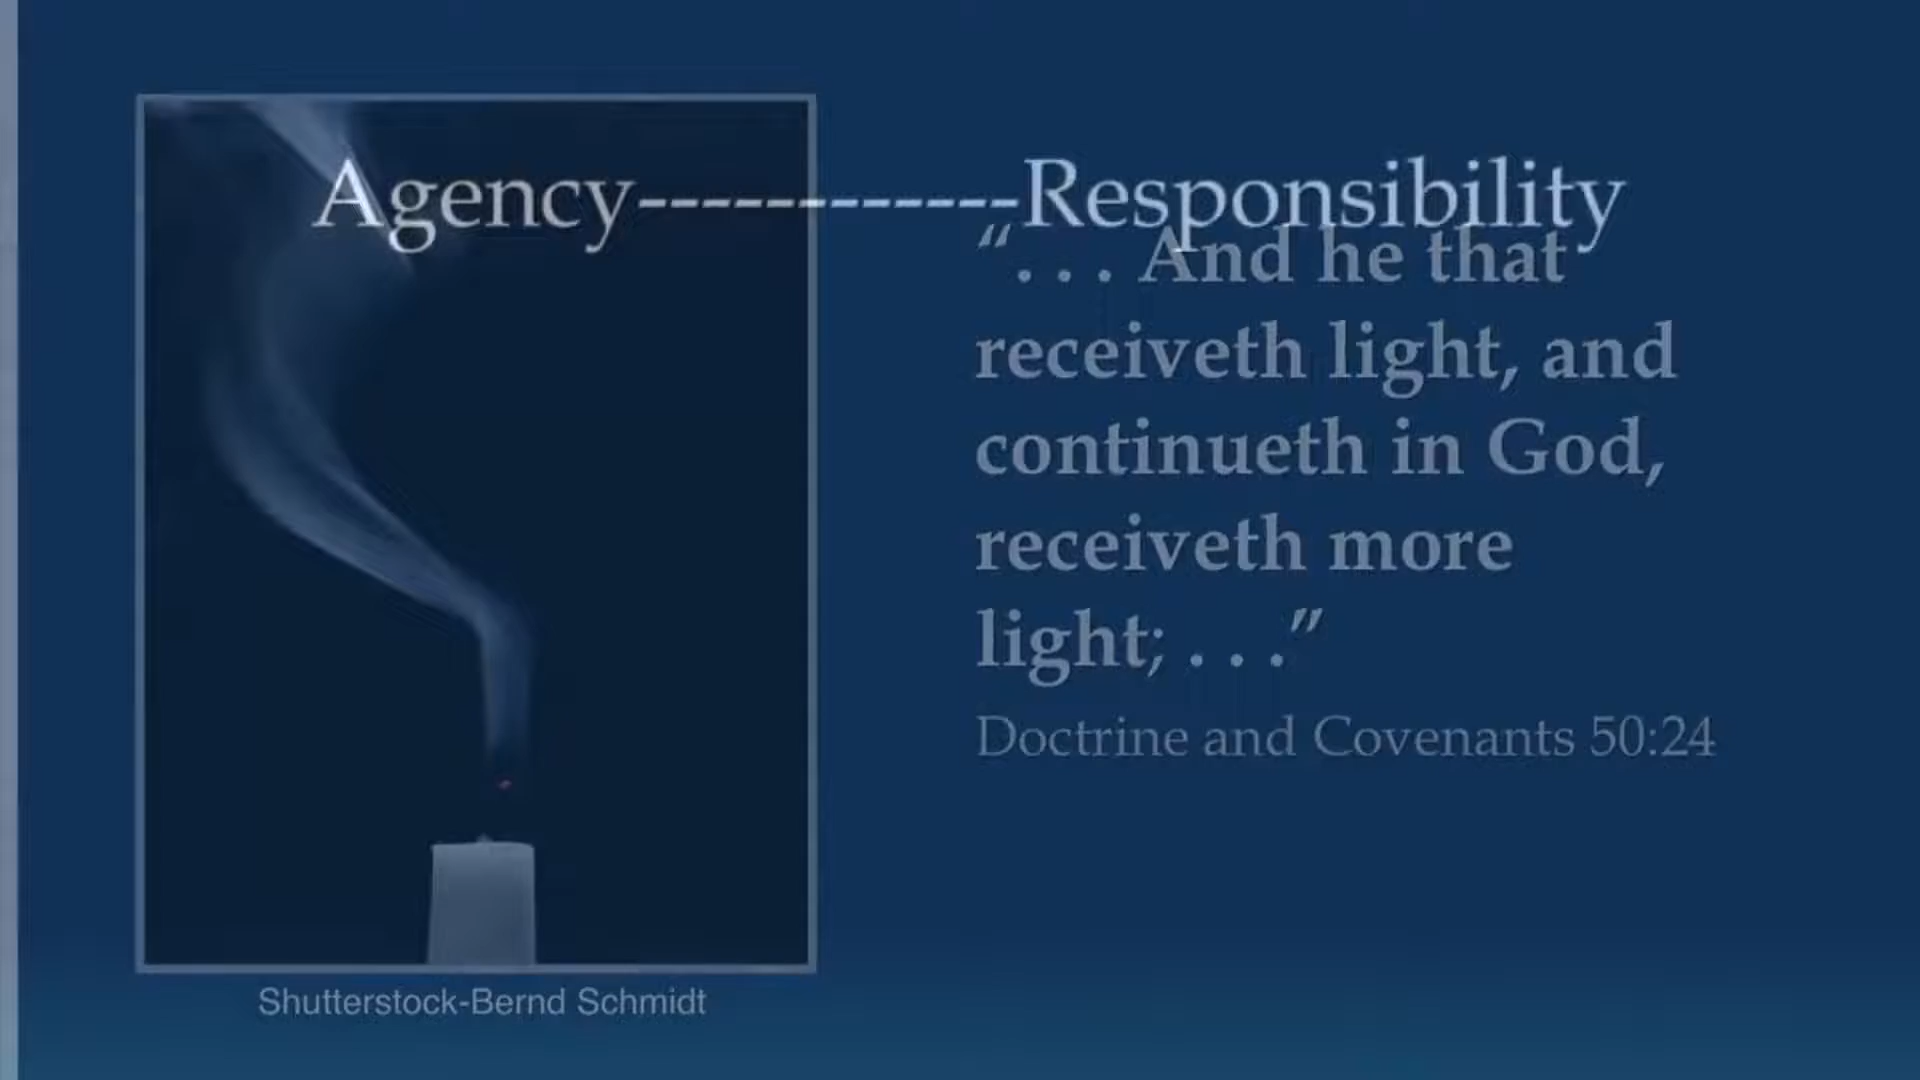 Agency------------Responsibility
“. . . And he that
receiveth light, and
continueth in God,
receiveth more
light; . . .”
Doctrine and Covenants 50:24
Shutterstock-Bernd Schmidt